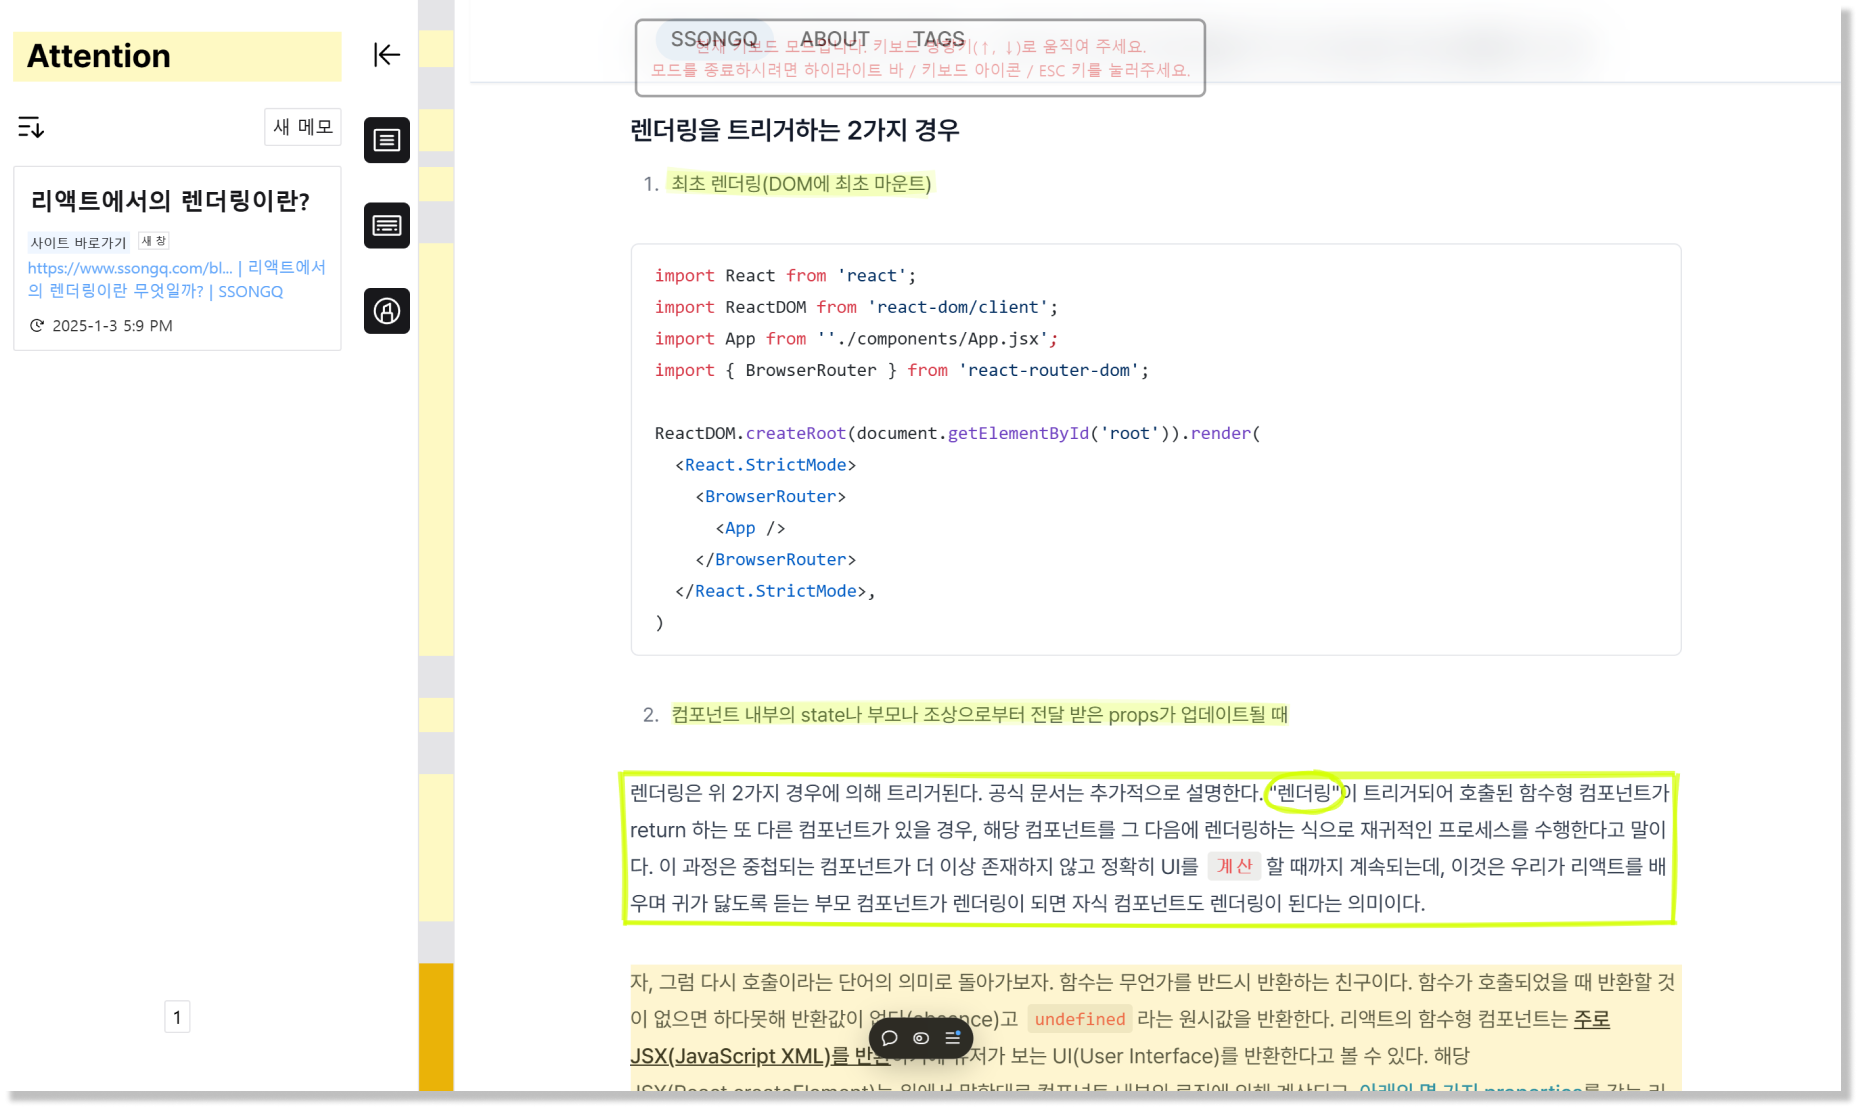 Attention
새 메모
리액트에서의 렌더링이란?
사이트 바로가기 새 창
https://www.ssongq.com/bl... | 리액트에서
의 렌더링이란 무엇일까? | SSONGQ
2025-1-3 5:9 PM
1
SSONGQ ABOUT TAGS
현재 키보드 모드입니다. 키보드 방향키(↑, ↓)로 움직여 주세요.
모드를 종료하시려면 하이라이트 바 / 키보드 아이콘 / ESC 키를 눌러주세요.
렌더링을 트리거하는 2가지 경우
1. 최초 렌더링(DOM에 최초 마운트)
import React from 'react';
import ReactDOM from 'react-dom/client';
import App from ''./components/App.jsx';
import { BrowserRouter } from 'react-router-dom';
ReactDOM.createRoot(document.getElementById('root')).render(
<React.StrictMode>
<BrowserRouter>
<App />
</BrowserRouter>
</React.StrictMode>,
)
2. 컴포넌트 내부의 state나 부모나 조상으로부터 전달 받은 props가 업데이트될 때
렌더링은 위 2가지 경우에 의해 트리거된다. 공식 문서는 추가적으로 설명한다. "렌더링"이 트리거되어 호출된 함수형 컴포넌트가
return 하는 또 다른 컴포넌트가 있을 경우, 해당 컴포넌트를 그 다음에 렌더링하는 식으로 재귀적인 프로세스를 수행한다고 말이
다. 이 과정은 중첩되는 컴포넌트가 더 이상 존재하지 않고 정확히 UI를 계산 할 때까지 계속되는데, 이것은 우리가 리액트를 배
우며 귀가 닳도록 듣는 부모 컴포넌트가 렌더링이 되면 자식 컴포넌트도 렌더링이 된다는 의미이다.
자, 그럼 다시 호출이라는 단어의 의미로 돌아가보자. 함수는 무언가를 반드시 반환하는 친구이다. 함수가 호출되었을 때 반환할 것
이 없으면 하다못해 반환값이 없다(absence)고 undefined 라는 원시값을 반환한다. 리액트의 함수형 컴포넌트는 주로
JSX(JavaScript XML)를 반환 보는 UI(User Interface)를 반환한다고 볼 수 있다. 해당